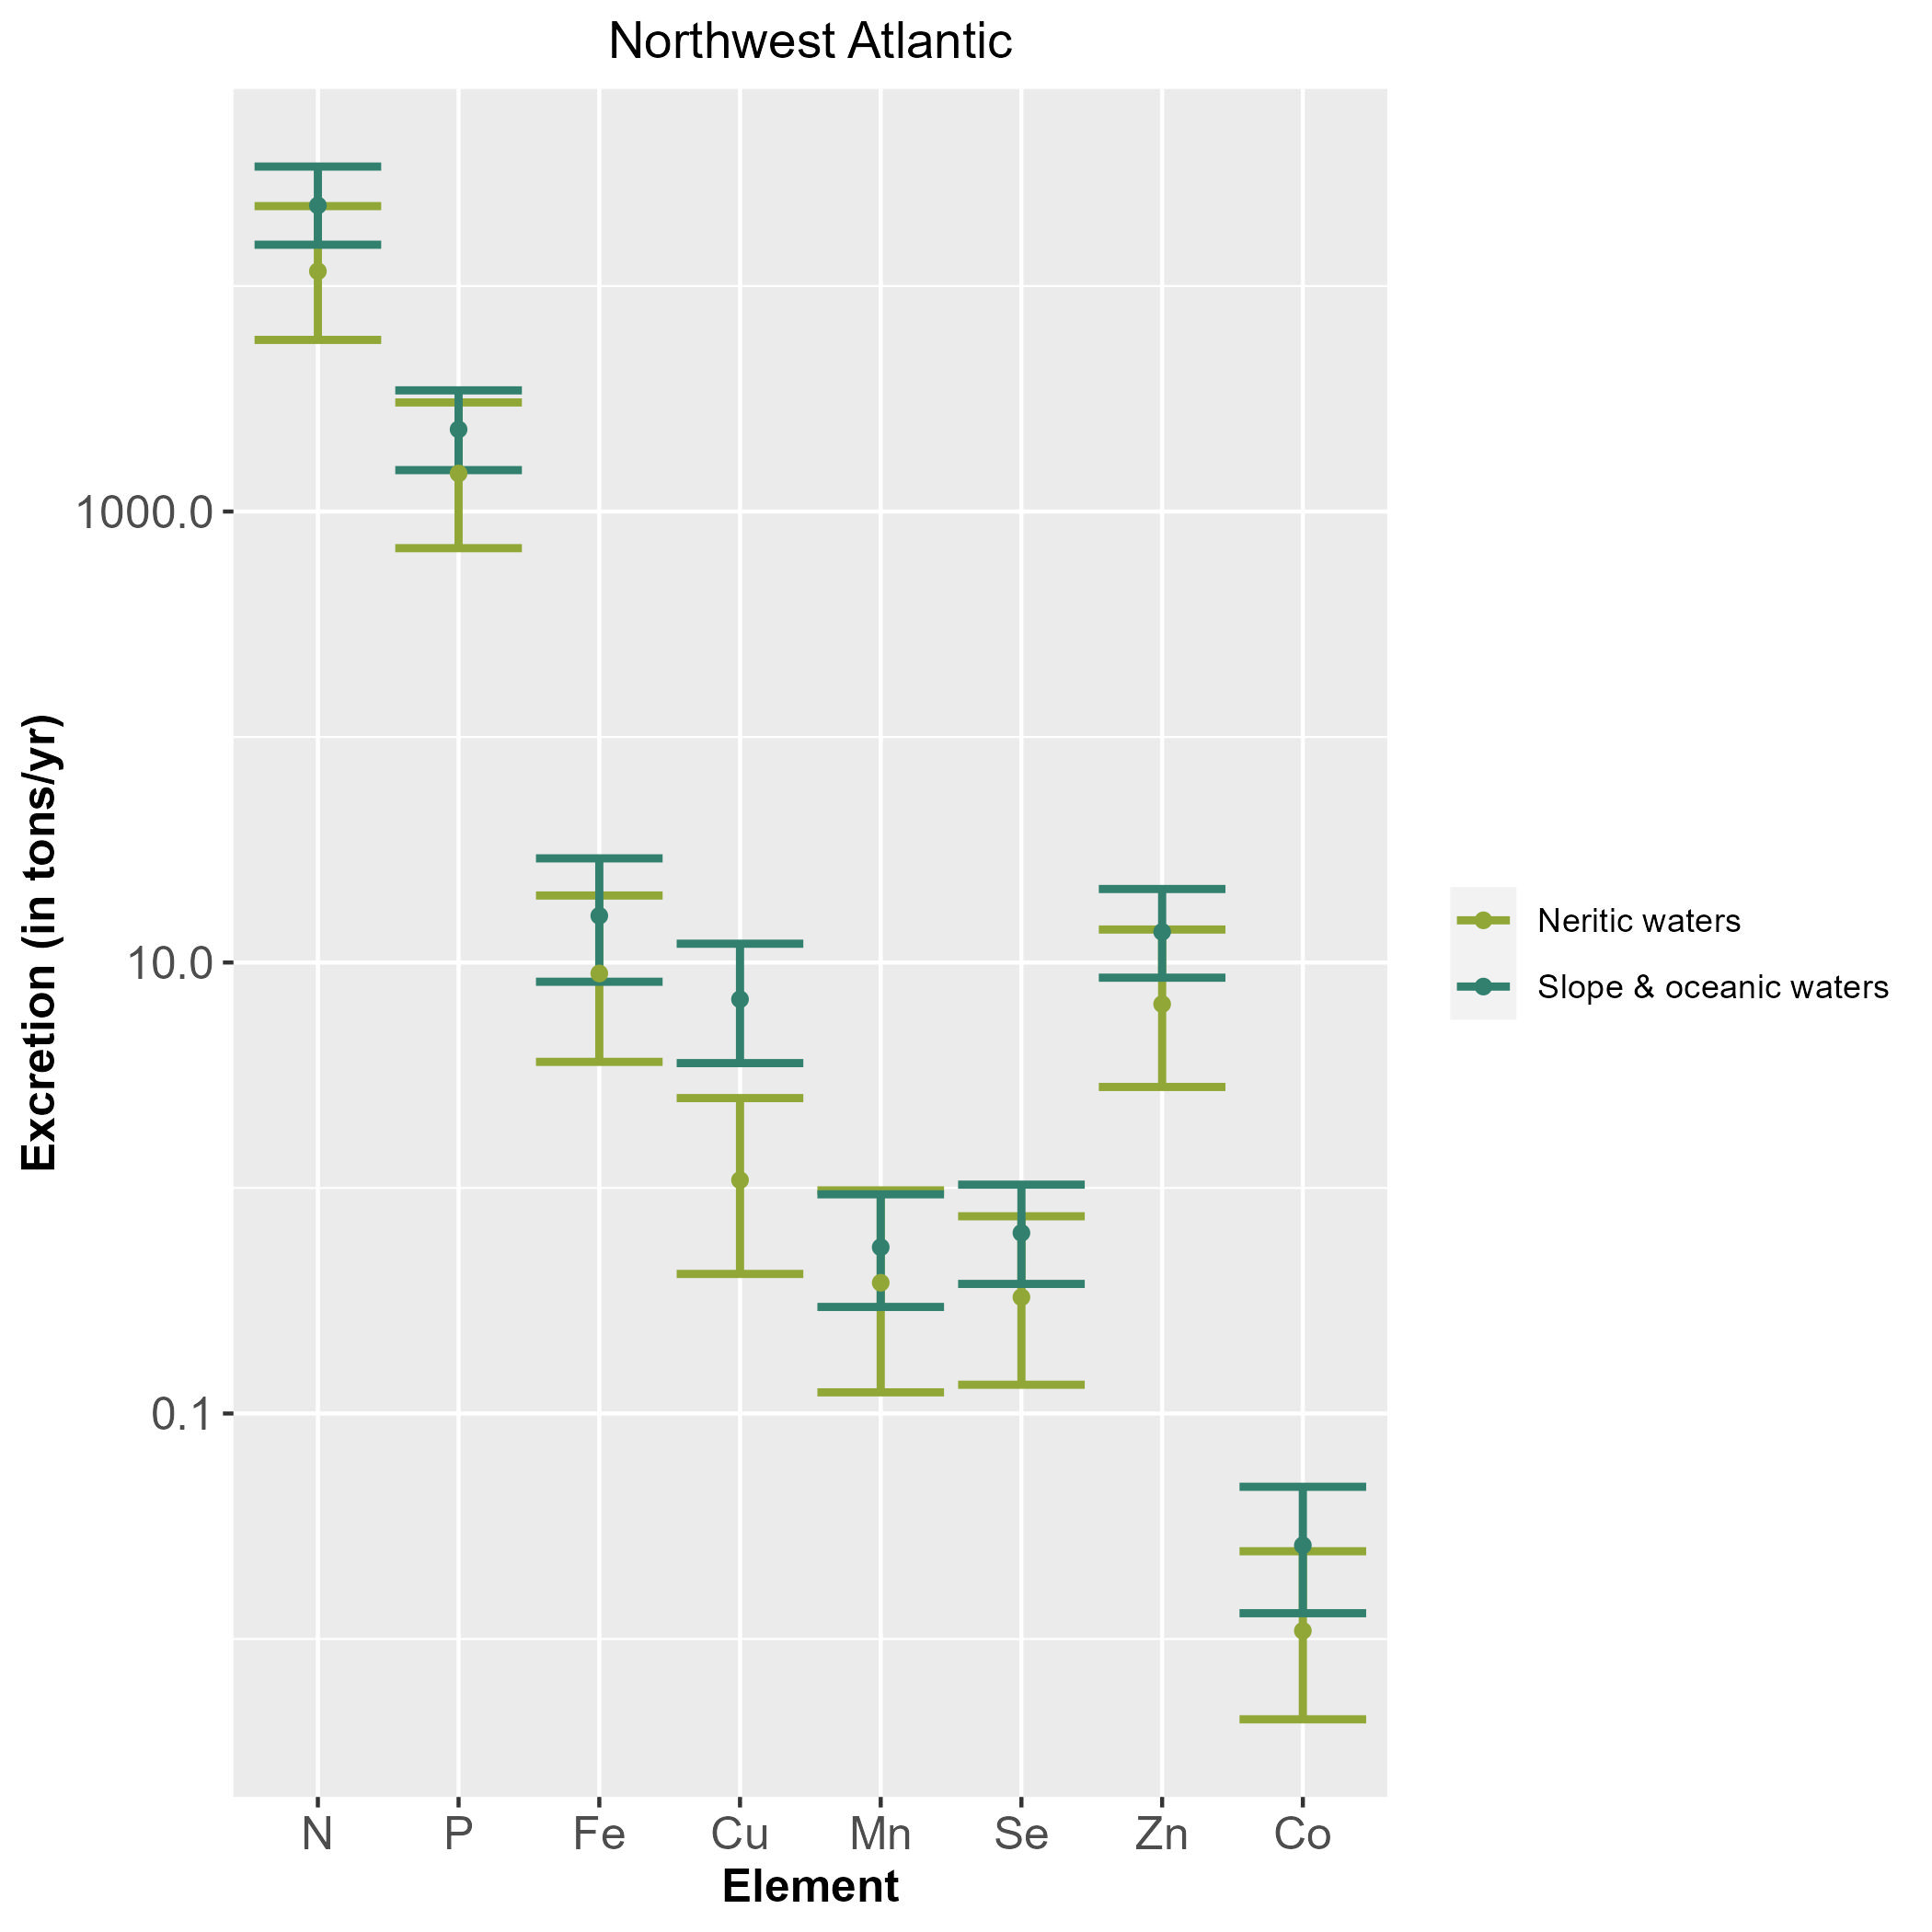 Northwest Atlantic
Excretion (in tons/yr)
1000.0
10.0
0.1
N P Fe Cu Mn Se Zn Co
Element
Neritic waters
Slope & oceanic waters